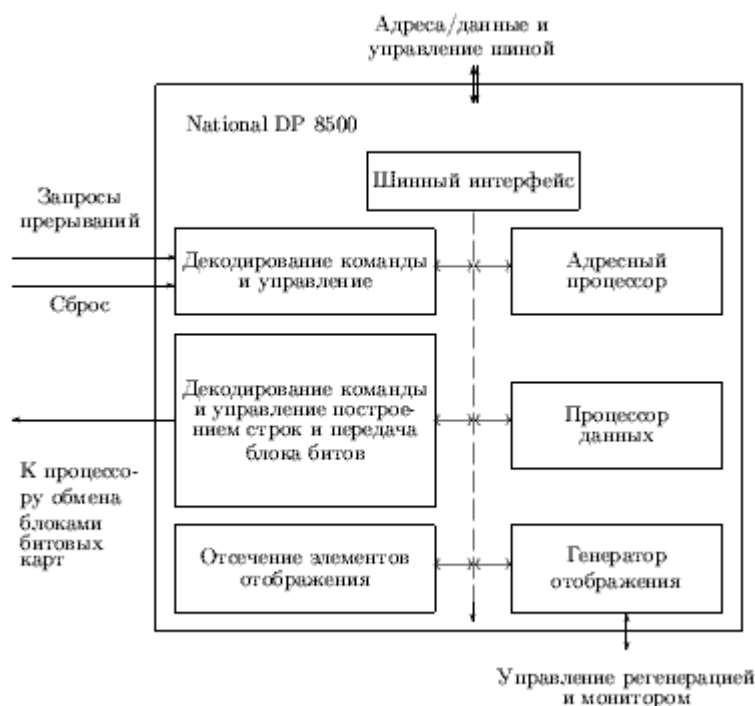 Адреса/данные и
управление шиной
National DP 8500
Шинный интерфейс
Запросы
прерываний
Декодирование команды
и управление
Адресный
процессор
Сброс
Декодирование команды
и управление построе-
нием строк и передача
блока битов
Процессор
данных
К процессо-
ру обмена
блоками
битовых
карт
Отсечение элементов
отображения
Генератор
отображения
Управление регенерацией
и монитором